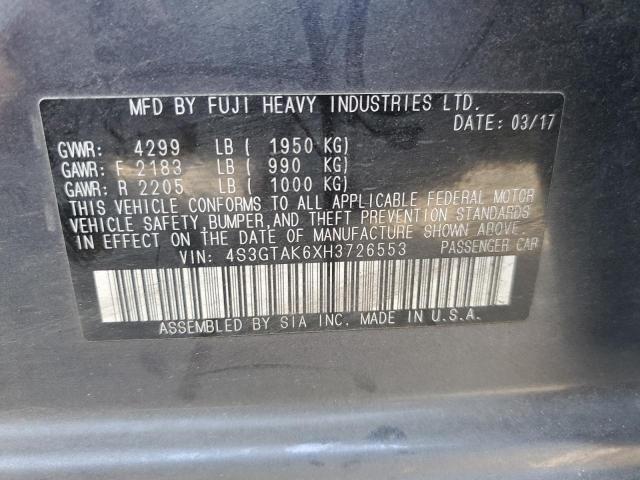 MFD BY FUJI HEAVY INDUSTRIES LTD.
DATE: 03/17
GVWR: 4299 LB ( 1950 KG)
GAWR: F 2183 LB ( 990 KG)
GAWR: R 2205 LB ( 1000 KG)
THIS VEHICLE CONFORMS TO ALL APPLICABLE FEDERAL MOTOR
VEHICLE SAFETY, BUMPER, AND THEFT PREVENTION STANDARDS
IN EFFECT ON THE DATE OF MANUFACTURE SHOWN ABOVE.
VIN: 4S3GTAK6XH3726553 PASSENGER CAR
ASSEMBLED BY SIA INC. MADE IN U.S.A.